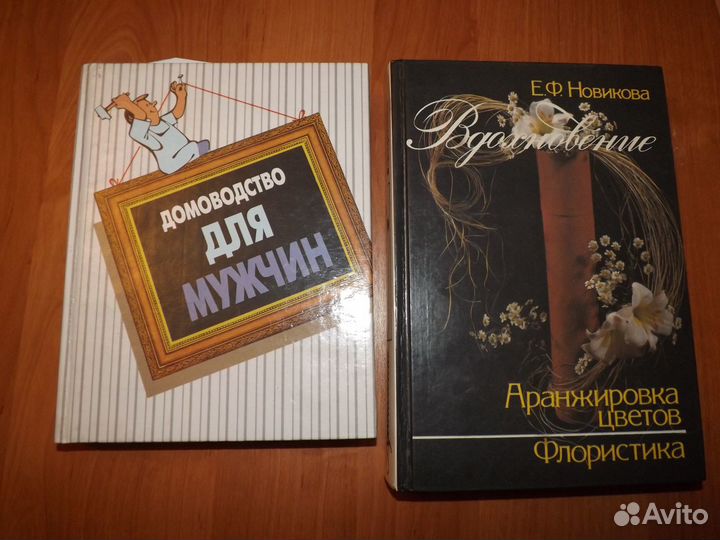 ДОМОВОДСТВО
ДЛЯ
МУЖЧИН
Е.Ф. Новикова
Вдохновение
Аранжировка
цветов
Флористика
Avito